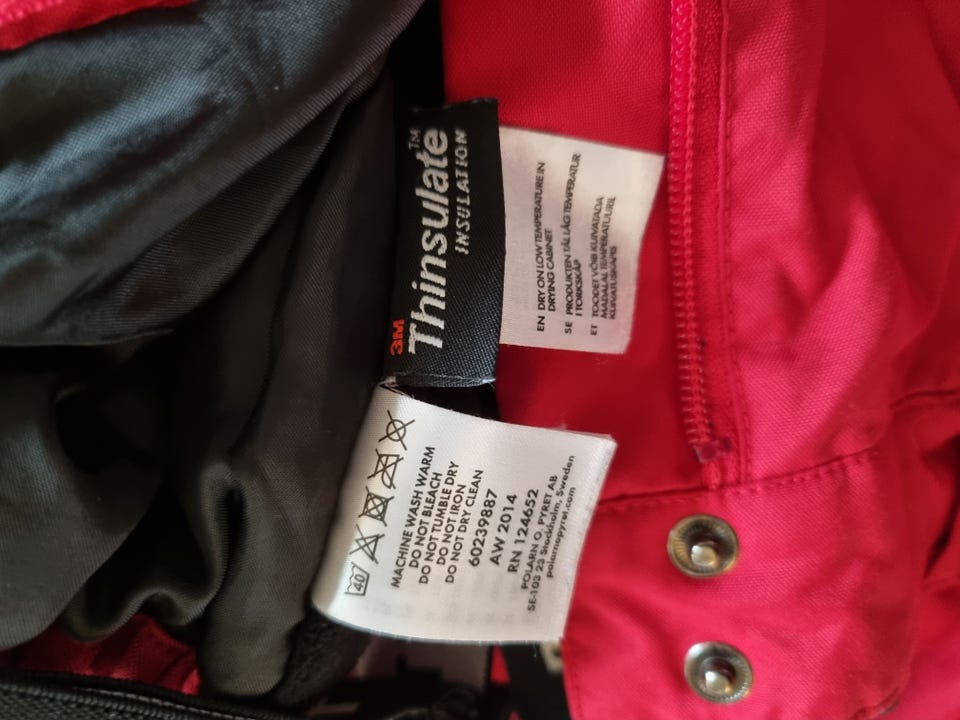 3M
Thinsulate™
INSULATION
EN DRY ON LOW TEMPERATURE IN
DRYING CABINET
SE PRODUKTEN TÅL LÅG TEMPERATUR
I TORKSKÅP
ET TOODET VÕIB KUIVATADA
MADALAL TEMPERATUURIL
KUIVATUSKAPIS
40
MACHINE WASH WARM
DO NOT BLEACH
DO NOT TUMBLE DRY
DO NOT IRON
DO NOT DRY CLEAN
60239887
AW 2014
RN 124652
POLARN O. PYRET AB
SE-103 23 Stockholm, Sweden
polarnopyret.com